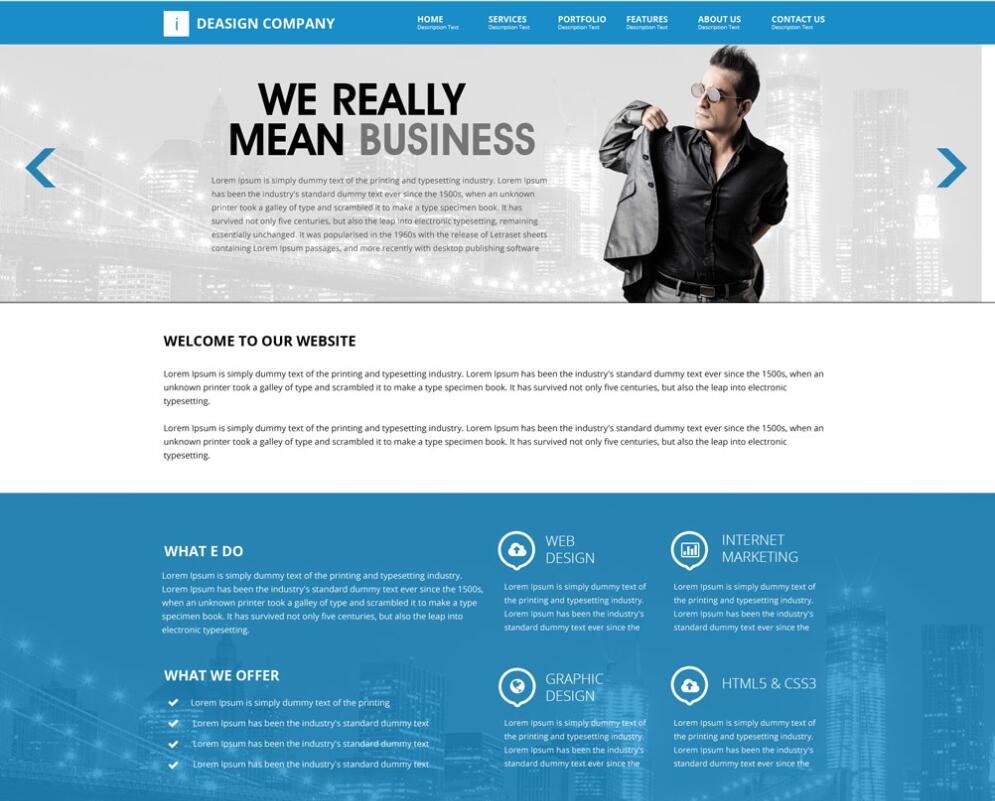 i DEASIGN COMPANY
HOME SERVICES PORTFOLIO FEATURES ABOUT US CONTACT US
Description Text Description Text Description Text Description Text Description Text Description Text
WE REALLY
MEAN BUSINESS
Lorem Ipsum is simply dummy text of the printing and typesetting industry. Lorem Ipsum
has been the industry's standard dummy text ever since the 1500s, when an unknown
printer took a galley of type and scrambled it to make a type specimen book. It has
survived not only five centuries, but also the leap into electronic typesetting, remaining
essentially unchanged. It was popularised in the 1960s with the release of Letraset sheets
containing Lorem Ipsum passages, and more recently with desktop publishing software
WELCOME TO OUR WEBSITE
Lorem Ipsum is simply dummy text of the printing and typesetting industry. Lorem Ipsum has been the industry's standard dummy text ever since the 1500s, when an
unknown printer took a galley of type and scrambled it to make a type specimen book. It has survived not only five centuries, but also the leap into electronic
typesetting.
Lorem Ipsum is simply dummy text of the printing and typesetting industry. Lorem Ipsum has been the industry's standard dummy text ever since the 1500s, when an
unknown printer took a galley of type and scrambled it to make a type specimen book. It has survived not only five centuries, but also the leap into electronic
typesetting.
WHAT E DO
Lorem Ipsum is simply dummy text of the printing and typesetting industry.
Lorem Ipsum has been the industry's standard dummy text ever since the 1500s,
when an unknown printer took a galley of type and scrambled it to make a type
specimen book. It has survived not only five centuries, but also the leap into
electronic typesetting.
WHAT WE OFFER
Lorem Ipsum is simply dummy text of the printing
Lorem Ipsum has been the industry's standard dummy text
Lorem Ipsum has been the industry's standard dummy text
Lorem Ipsum has been the industry's standard dummy text
WEB
DESIGN
Lorem Ipsum is simply dummy text of
the printing and typesetting industry.
Lorem Ipsum has been the industry's
standard dummy text ever since the
INTERNET
MARKETING
Lorem Ipsum is simply dummy text of
the printing and typesetting industry.
Lorem Ipsum has been the industry's
standard dummy text ever since the
GRAPHIC
DESIGN
Lorem Ipsum is simply dummy text of
the printing and typesetting industry.
Lorem Ipsum has been the industry's
standard dummy text ever since the
HTML5 & CSS3
Lorem Ipsum is simply dummy text of
the printing and typesetting industry.
Lorem Ipsum has been the industry's
standard dummy text ever since the